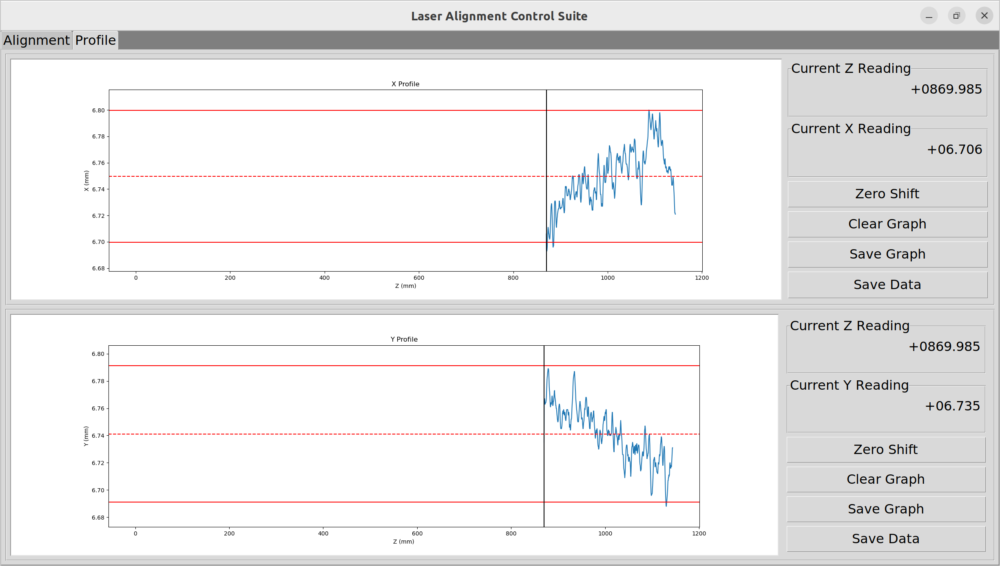 Laser Alignment Control Suite
Alignment Profile
X Profile
6.80
6.78
6.76
6.74
6.72
6.70
6.68
X (mm)
0 200 400 600 800 1000 1200
Z (mm)
Current Z Reading
+0869.985
Current X Reading
+06.706
Zero Shift
Clear Graph
Save Graph
Save Data
Y Profile
6.80
6.78
6.76
6.74
6.72
6.70
6.68
Y (mm)
0 200 400 600 800 1000 1200
Z (mm)
Current Z Reading
+0869.985
Current Y Reading
+06.735
Zero Shift
Clear Graph
Save Graph
Save Data